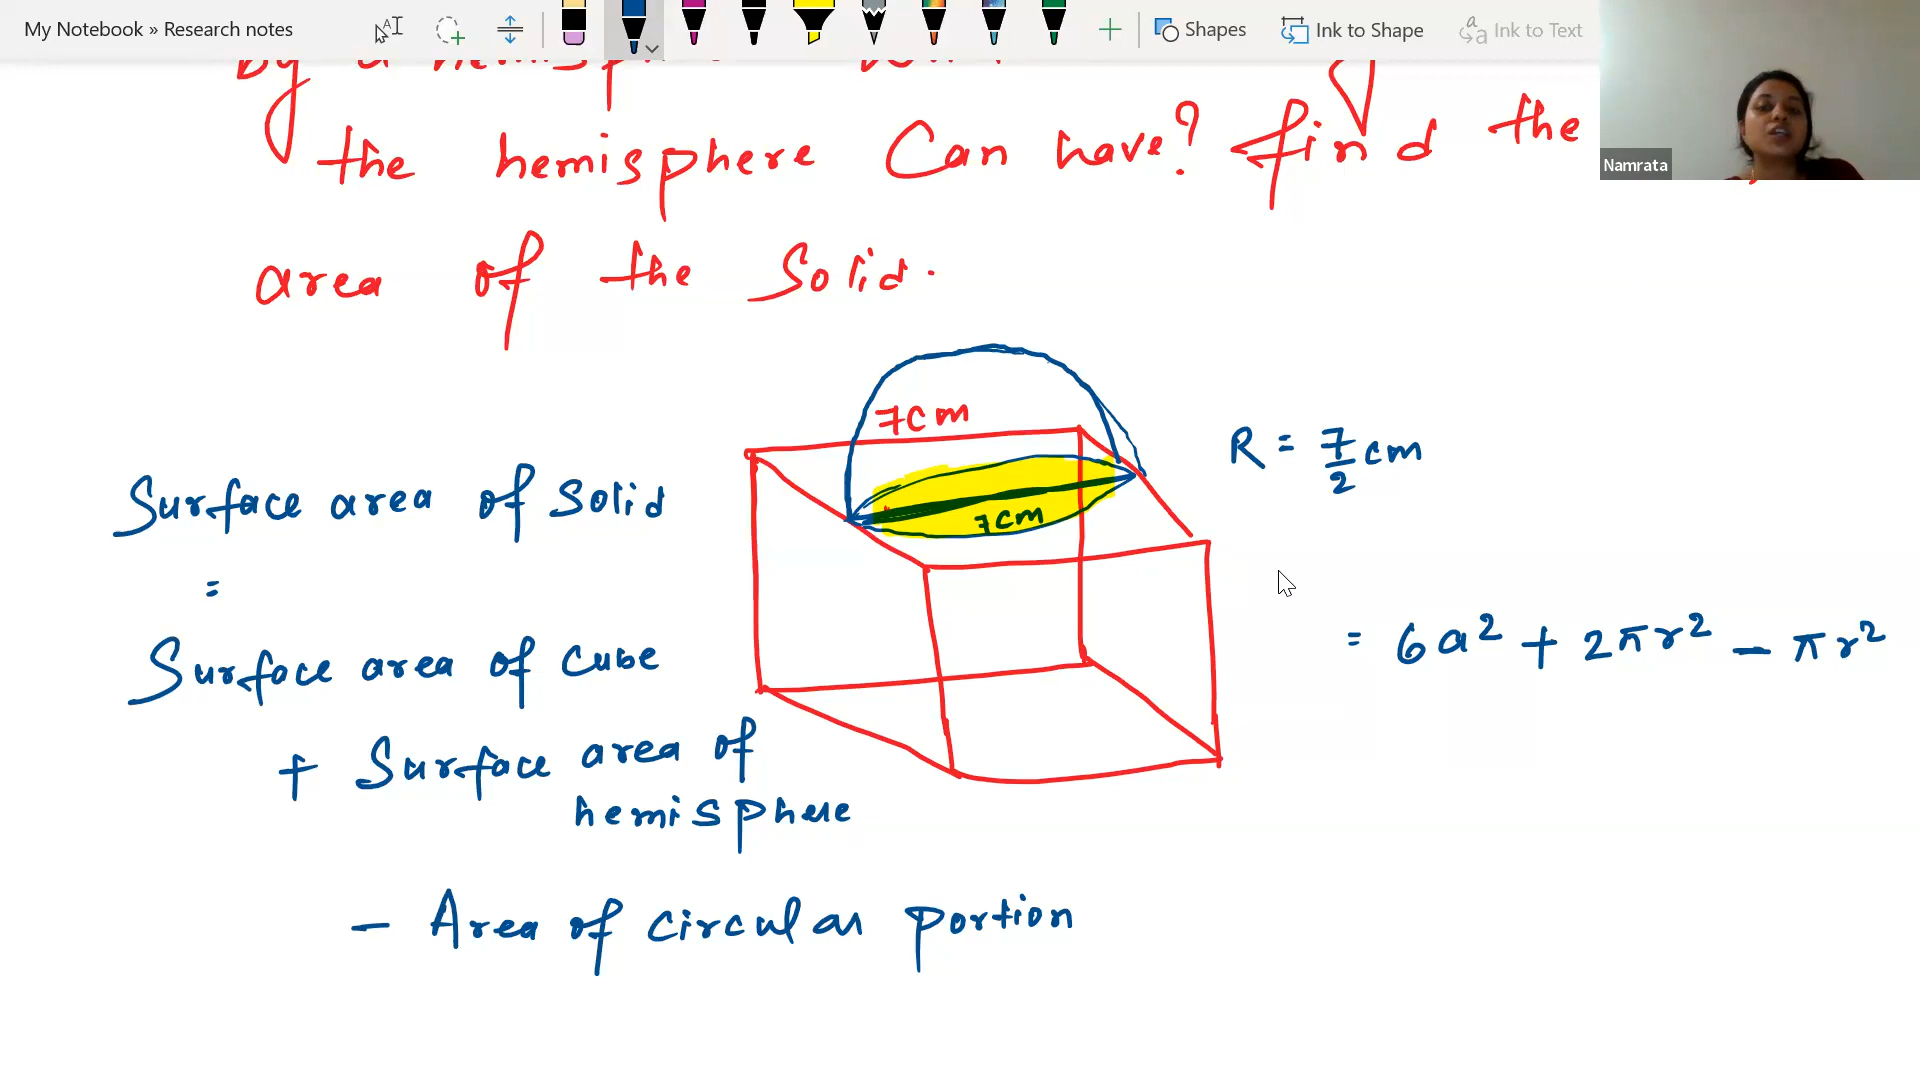 My Notebook » Research notes
Shapes
Ink to Shape
Ink to Text
Namrata
by a
the hemisphere Can have? find the
area of the Solid.
7cm
7cm
R = 7/2 cm
Surface area of Solid
=
Surface area of cube
+ Surface area of
hemisphere
- Area of circular portion
= 6a² + 2πr² - πr²